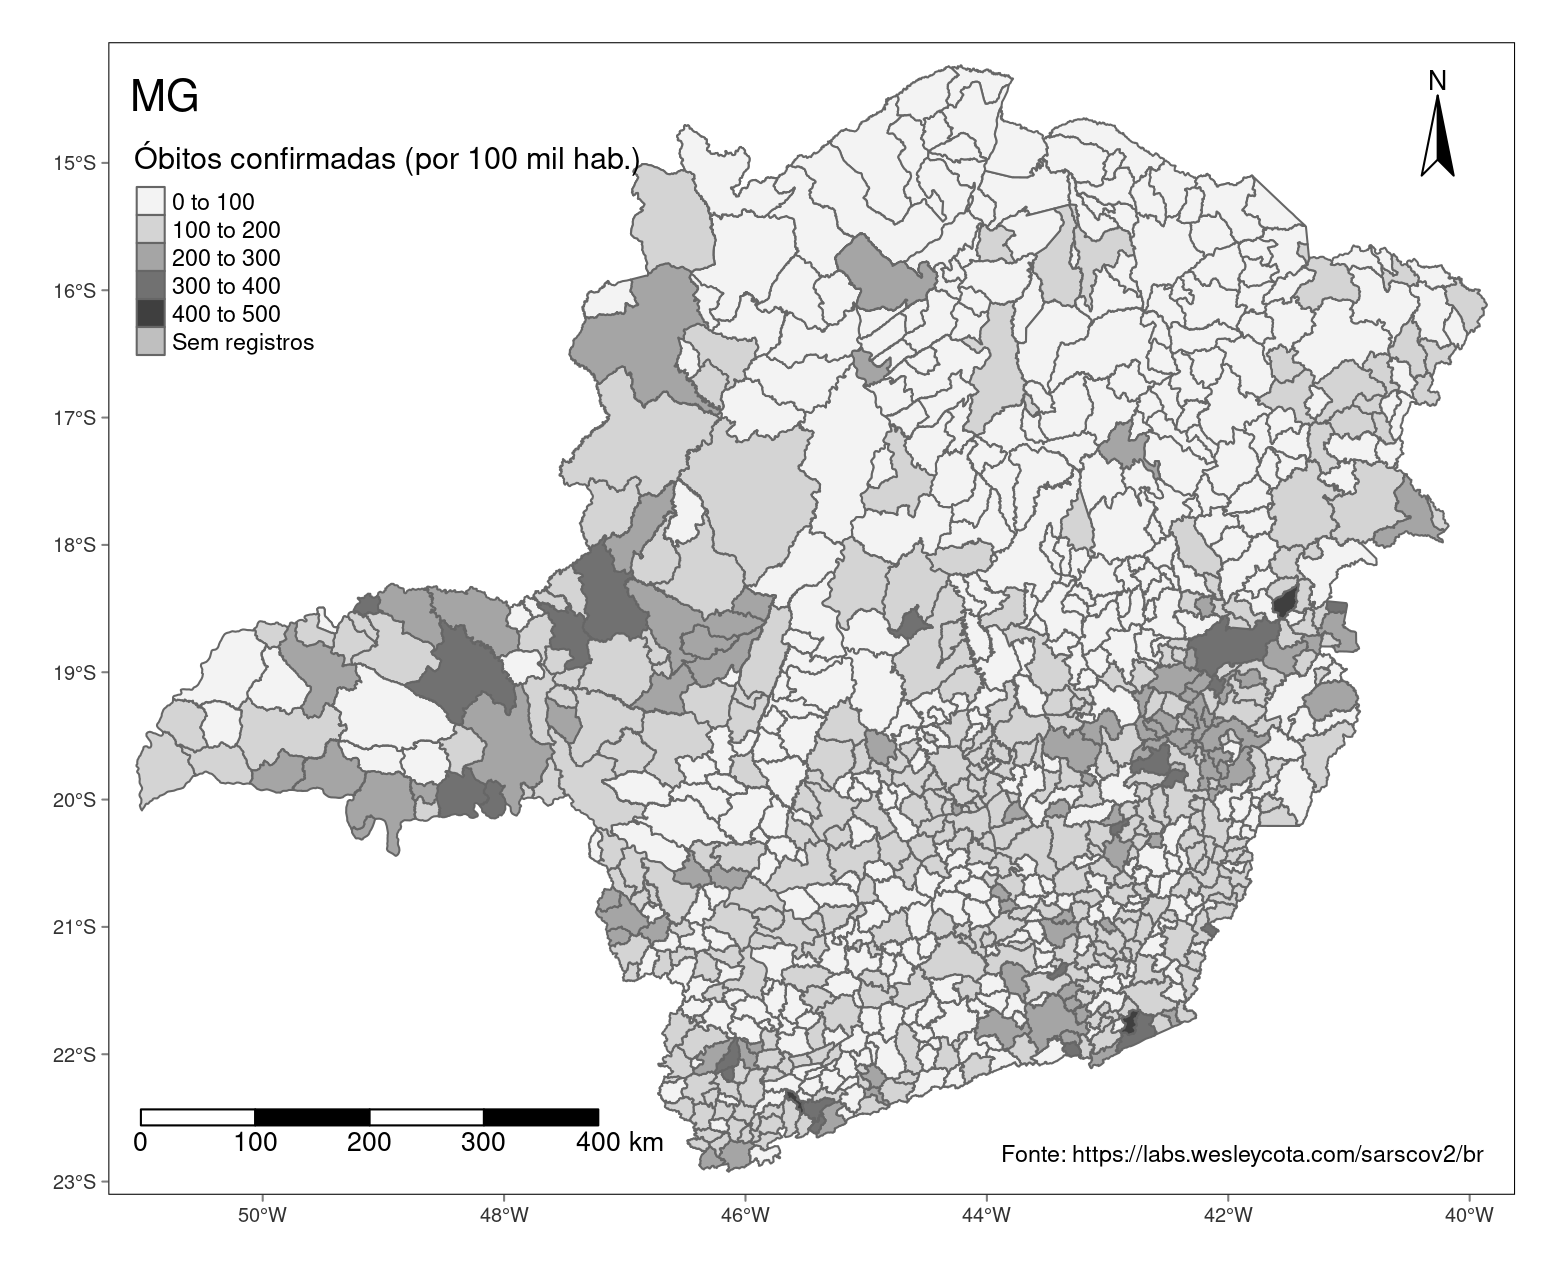 MG
N
Óbitos confirmadas (por 100 mil hab.)
0 to 100
100 to 200
200 to 300
300 to 400
400 to 500
Sem registros
15°S
16°S
17°S
18°S
19°S
20°S
21°S
22°S
23°S
0 100 200 300 400 km
Fonte: https://labs.wesleycota.com/sarscov2/br
50°W 48°W 46°W 44°W 42°W 40°W